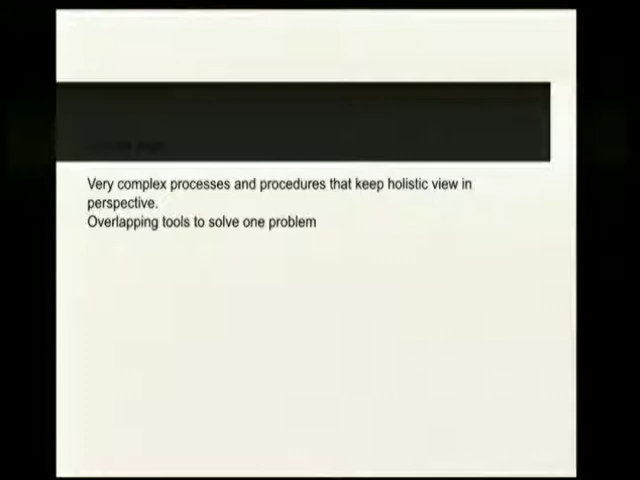 Very complex processes and procedures that keep holistic view in
perspective.
Overlapping tools to solve one problem